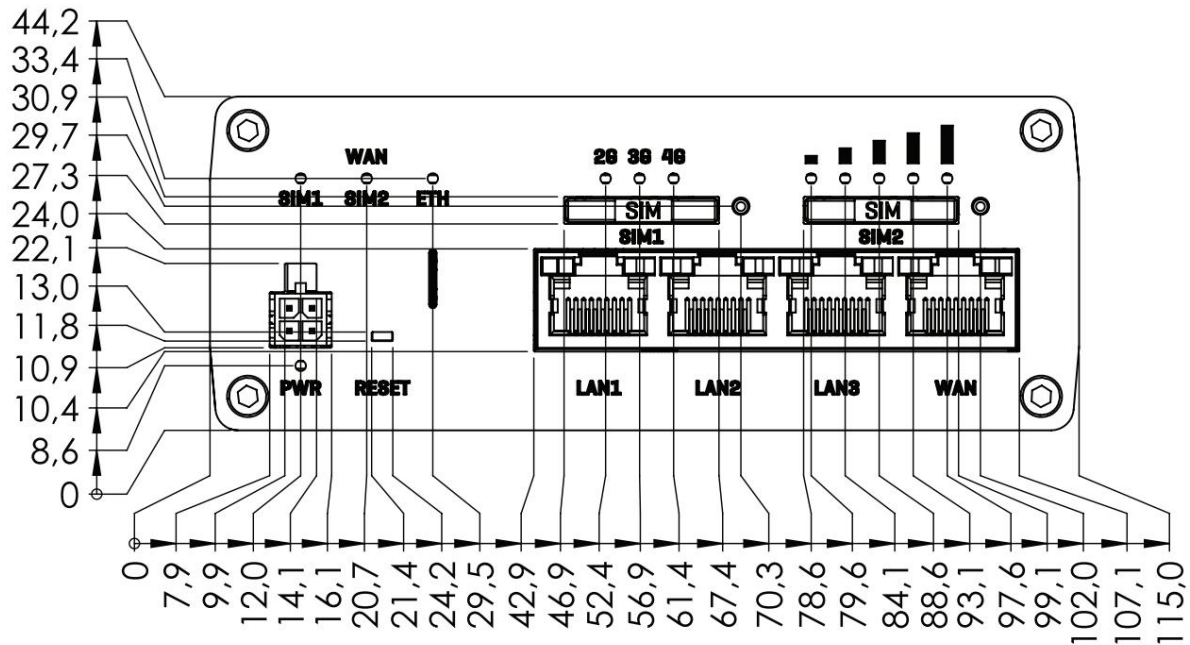 44,2
33,4
30,9
29,7
27,3
24,0
22,1
13,0
11,8
10,9
10,4
8,6
0
WAN
2G 3G 4G
SIM1 SIM2 ETH
SIM SIM
SIM1 SIM2
PWR RESET LAN1 LAN2 LAN3 WAN
0 7,9 9,9 12,0 14,1 16,1 20,7 21,4 24,2 29,5 42,9 46,9 52,4 56,9 61,4 67,4 70,3 78,6 79,6 84,1 88,6 93,1 97,6 99,1 102,0 107,1 115,0